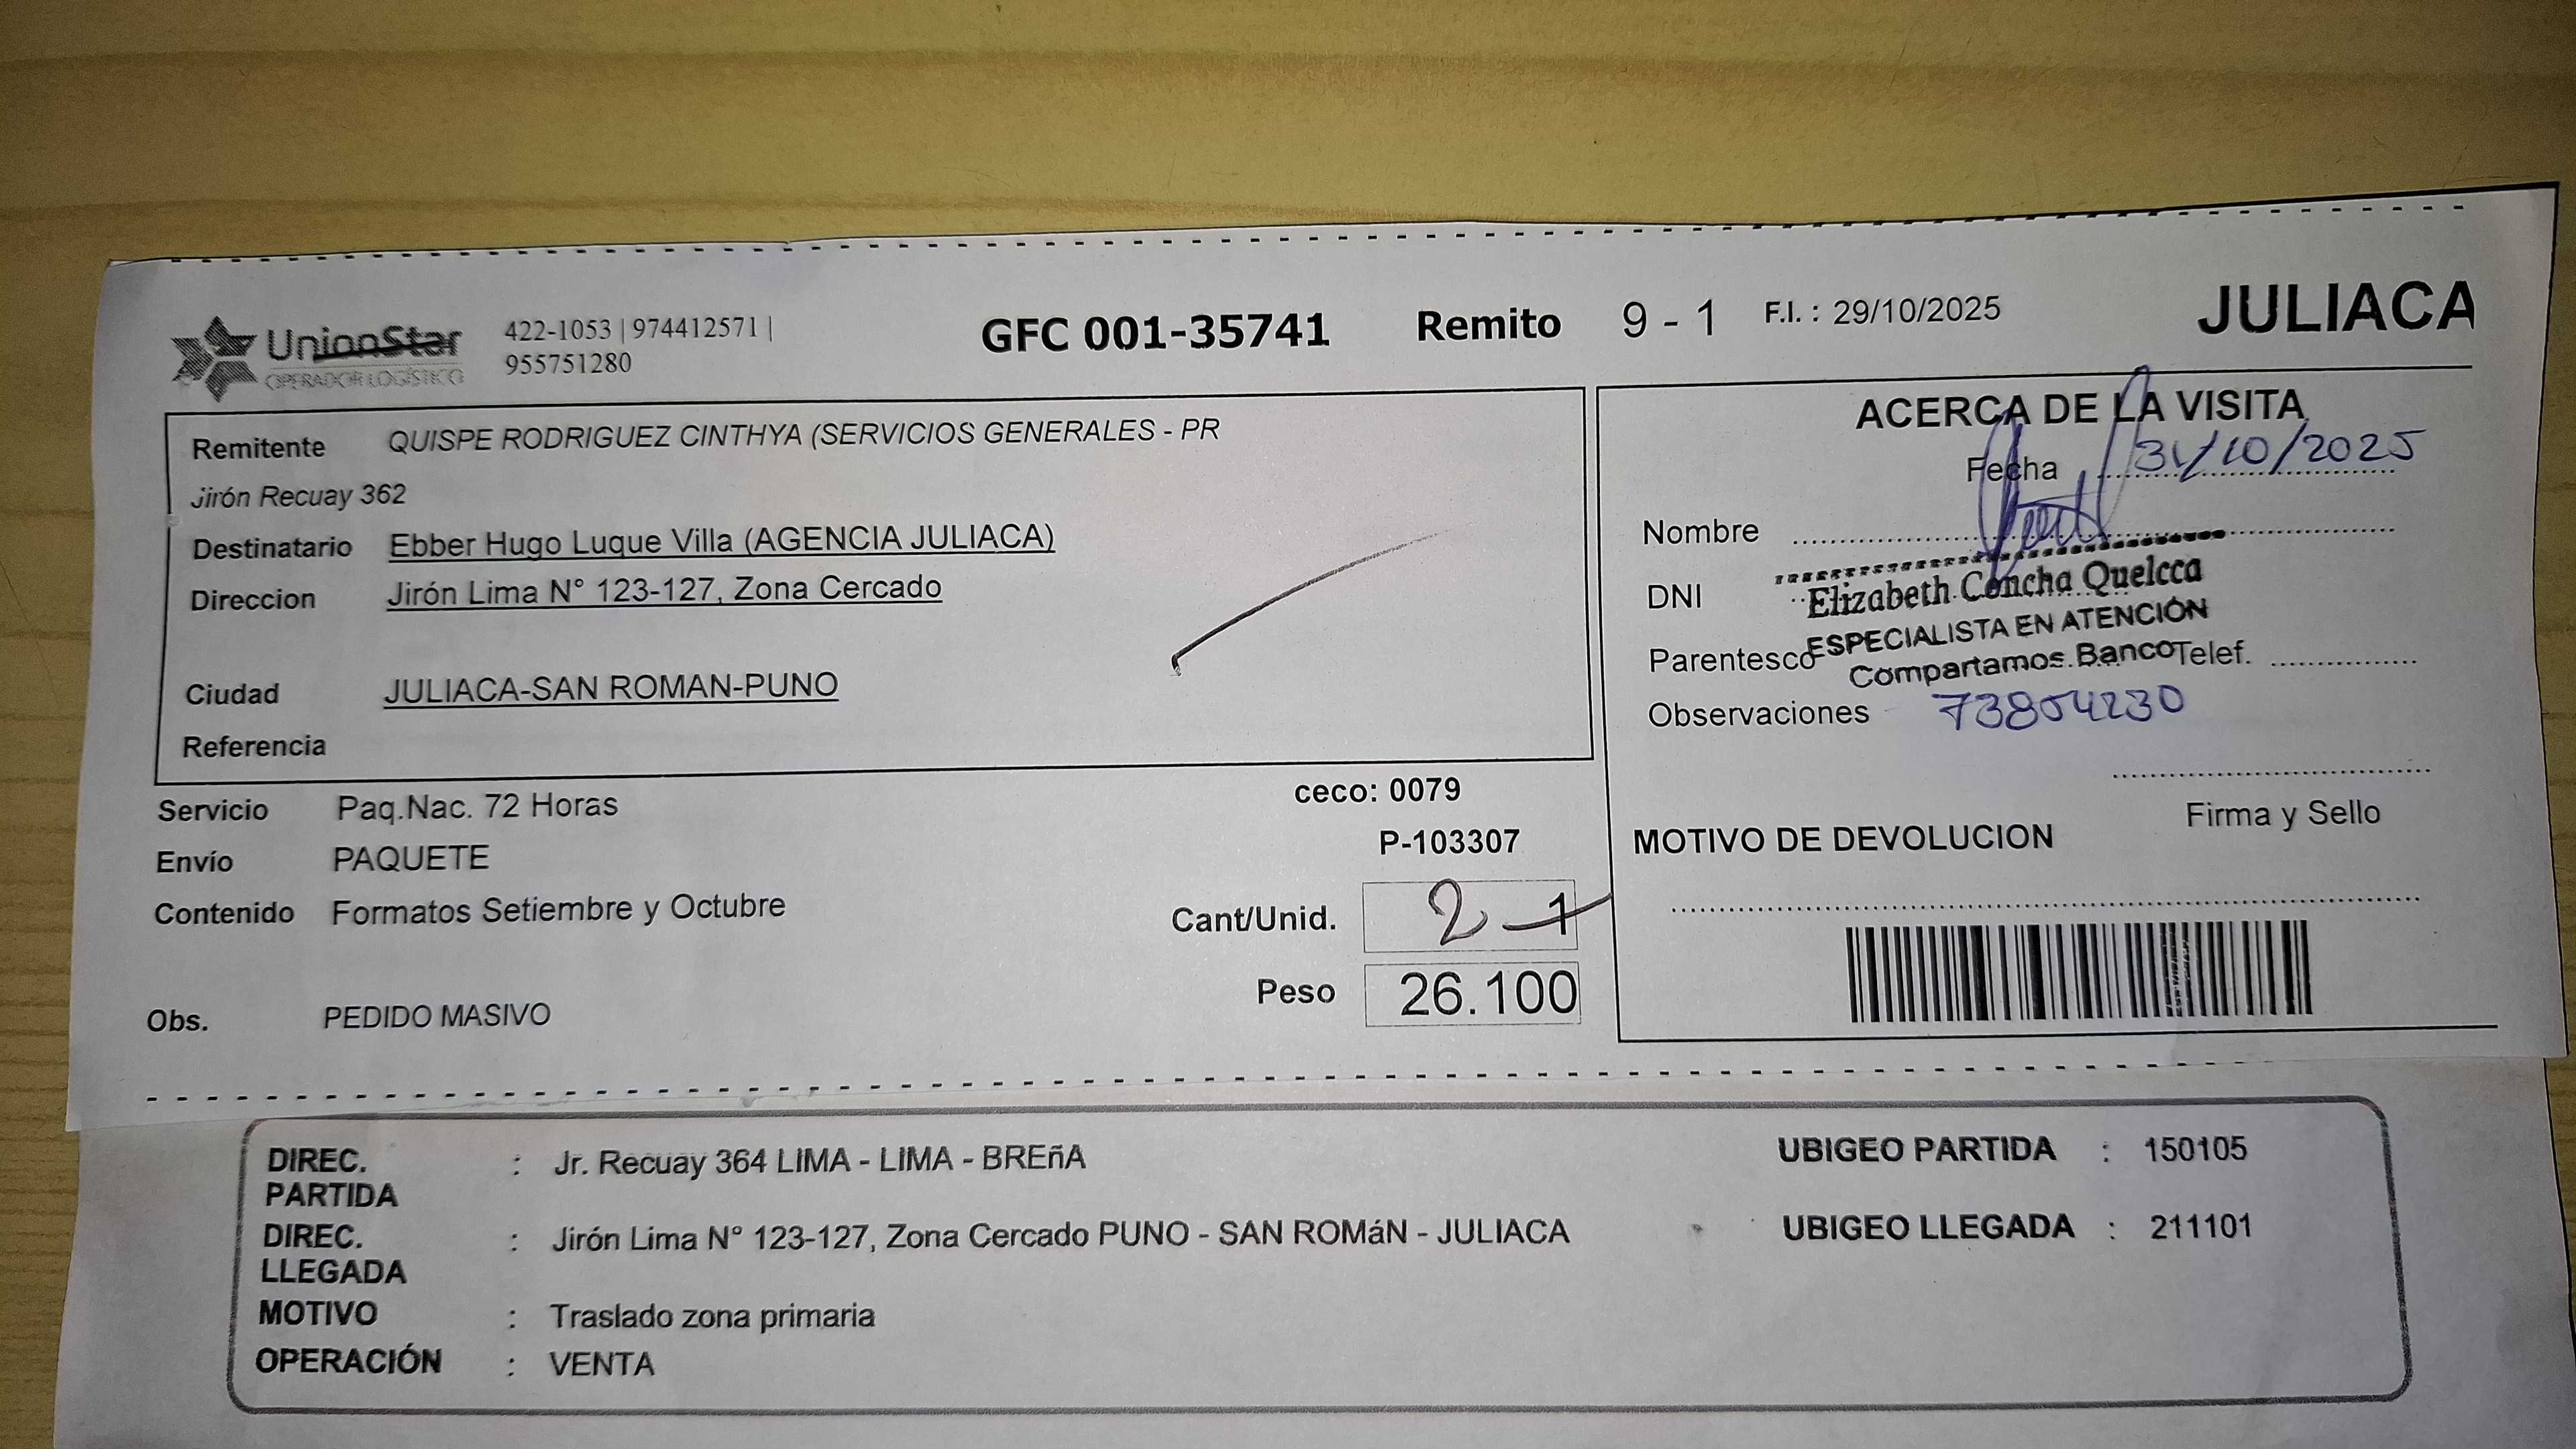 UnionStar
OPERADOR LOGÍSTICO
422-1053 | 974412571 |
955751280
GFC 001-35741 Remito 9 - 1 F.I. : 29/10/2025 JULIACA
Remitente QUISPE RODRIGUEZ CINTHYA (SERVICIOS GENERALES - PR
Jirón Recuay 362
Destinatario Ebber Hugo Luque Villa (AGENCIA JULIACA)
Direccion Jirón Lima N° 123-127, Zona Cercado
Ciudad JULIACA-SAN ROMAN-PUNO
Referencia
Servicio Paq.Nac. 72 Horas
Envío PAQUETE
Contenido Formatos Setiembre y Octubre
Obs. PEDIDO MASIVO
ceco: 0079
P-103307
Cant/Unid. 2 1
Peso 26.100
ACERCA DE LA VISITA
Fecha 31/10/2025
Nombre
DNI
Elizabeth Concha Quelcca
ESPECIALISTA EN ATENCIÓN
Parentesco
Compartamos Banco
Telef.
Observaciones 73804230
Firma y Sello
MOTIVO DE DEVOLUCION
DIREC. PARTIDA : Jr. Recuay 364 LIMA - LIMA - BREñA
UBIGEO PARTIDA : 150105
DIREC. LLEGADA : Jirón Lima N° 123-127, Zona Cercado PUNO - SAN ROMáN - JULIACA
UBIGEO LLEGADA : 211101
MOTIVO : Traslado zona primaria
OPERACIÓN : VENTA